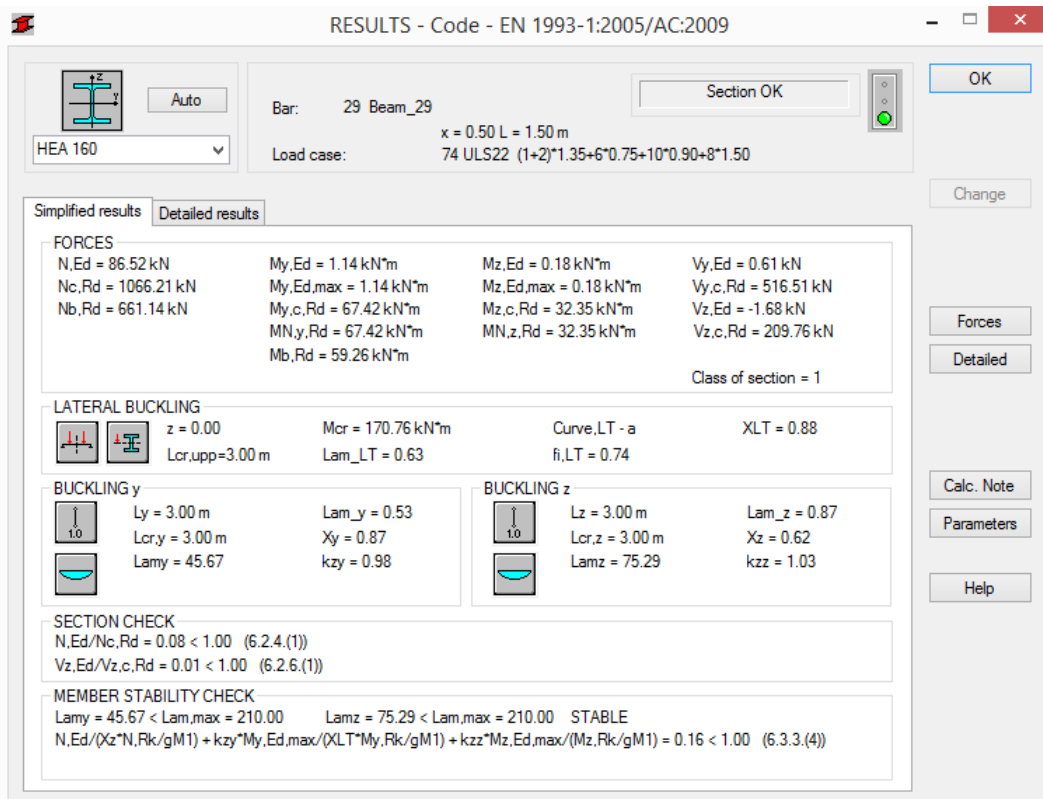 RESULTS - Code - EN 1993-1:2005/AC:2009
Z
Y
Auto
HEA 160
Bar: 29 Beam_29
Section OK
x = 0.50 L = 1.50 m
Load case: 74 ULS22 (1+2)*1.35+6*0.75+10*0.90+8*1.50
OK
Change
Simplified results Detailed results
FORCES
N,Ed = 86.52 kN My,Ed = 1.14 kN*m Mz,Ed = 0.18 kN*m Vy,Ed = 0.61 kN
Nc,Rd = 1066.21 kN My,Ed,max = 1.14 kN*m Mz,Ed,max = 0.18 kN*m Vy,c,Rd = 516.51 kN
Nb,Rd = 661.14 kN My,c,Rd = 67.42 kN*m Mz,c,Rd = 32.35 kN*m Vz,Ed = -1.68 kN
MN,y,Rd = 67.42 kN*m MN,z,Rd = 32.35 kN*m Vz,c,Rd = 209.76 kN
Mb,Rd = 59.26 kN*m
Class of section = 1
Forces
Detailed
LATERAL BUCKLING
z = 0.00 Mcr = 170.76 kN*m Curve,LT - a XLT = 0.88
Lcr,upp=3.00 m Lam_LT = 0.63 fi,LT = 0.74
BUCKLING y
1.0
Ly = 3.00 m Lam_y = 0.53
Lcr,y = 3.00 m Xy = 0.87
Lamy = 45.67 kzy = 0.98
BUCKLING z
1.0
Lz = 3.00 m Lam_z = 0.87
Lcr,z = 3.00 m Xz = 0.62
Lamz = 75.29 kzz = 1.03
Calc. Note
Parameters
Help
SECTION CHECK
N,Ed/Nc,Rd = 0.08 < 1.00 (6.2.4.(1))
Vz,Ed/Vz,c,Rd = 0.01 < 1.00 (6.2.6.(1))
MEMBER STABILITY CHECK
Lamy = 45.67 < Lam,max = 210.00 Lamz = 75.29 < Lam,max = 210.00 STABLE
N,Ed/(Xz*N,Rk/gM1) + kzy*My,Ed,max/(XLT*My,Rk/gM1) + kzz*Mz,Ed,max/(Mz,Rk/gM1) = 0.16 < 1.00 (6.3.3.(4))